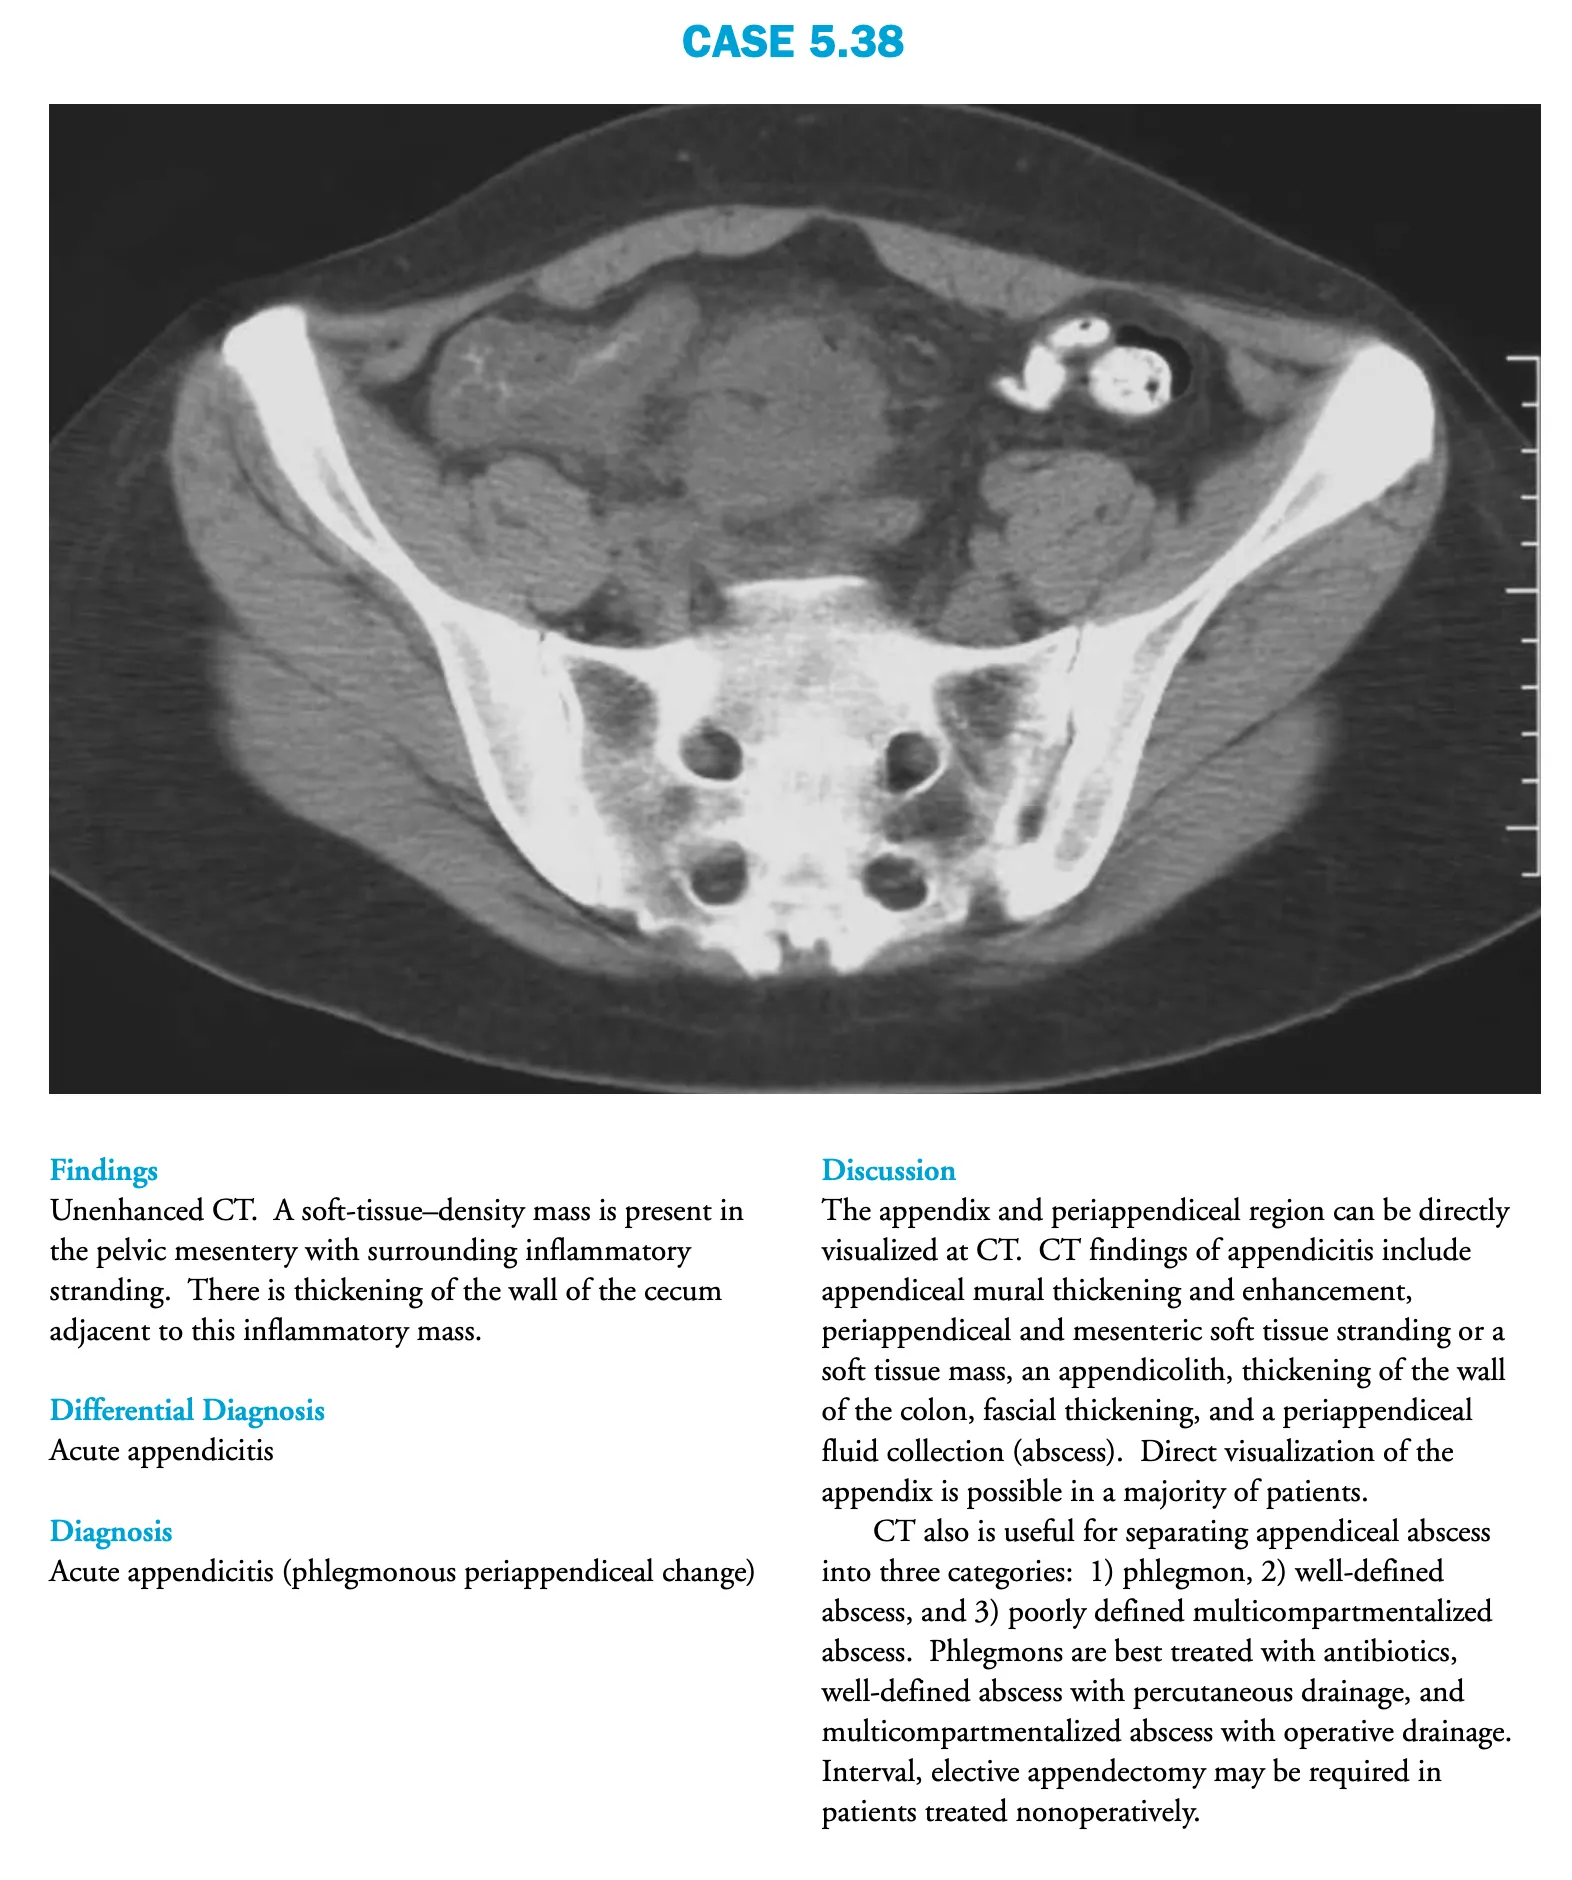 CASE 5.38
Findings
Unenhanced CT. A soft-tissue–density mass is present in
the pelvic mesentery with surrounding inflammatory
stranding. There is thickening of the wall of the cecum
adjacent to this inflammatory mass.
Differential Diagnosis
Acute appendicitis
Diagnosis
Acute appendicitis (phlegmonous periappendiceal change)
Discussion
The appendix and periappendiceal region can be directly
visualized at CT. CT findings of appendicitis include
appendiceal mural thickening and enhancement,
periappendiceal and mesenteric soft tissue stranding or a
soft tissue mass, an appendicolith, thickening of the wall
of the colon, fascial thickening, and a periappendiceal
fluid collection (abscess). Direct visualization of the
appendix is possible in a majority of patients.
CT also is useful for separating appendiceal abscess
into three categories: 1) phlegmon, 2) well-defined
abscess, and 3) poorly defined multicompartmentalized
abscess. Phlegmons are best treated with antibiotics,
well-defined abscess with percutaneous drainage, and
multicompartmentalized abscess with operative drainage.
Interval, elective appendectomy may be required in
patients treated nonoperatively.